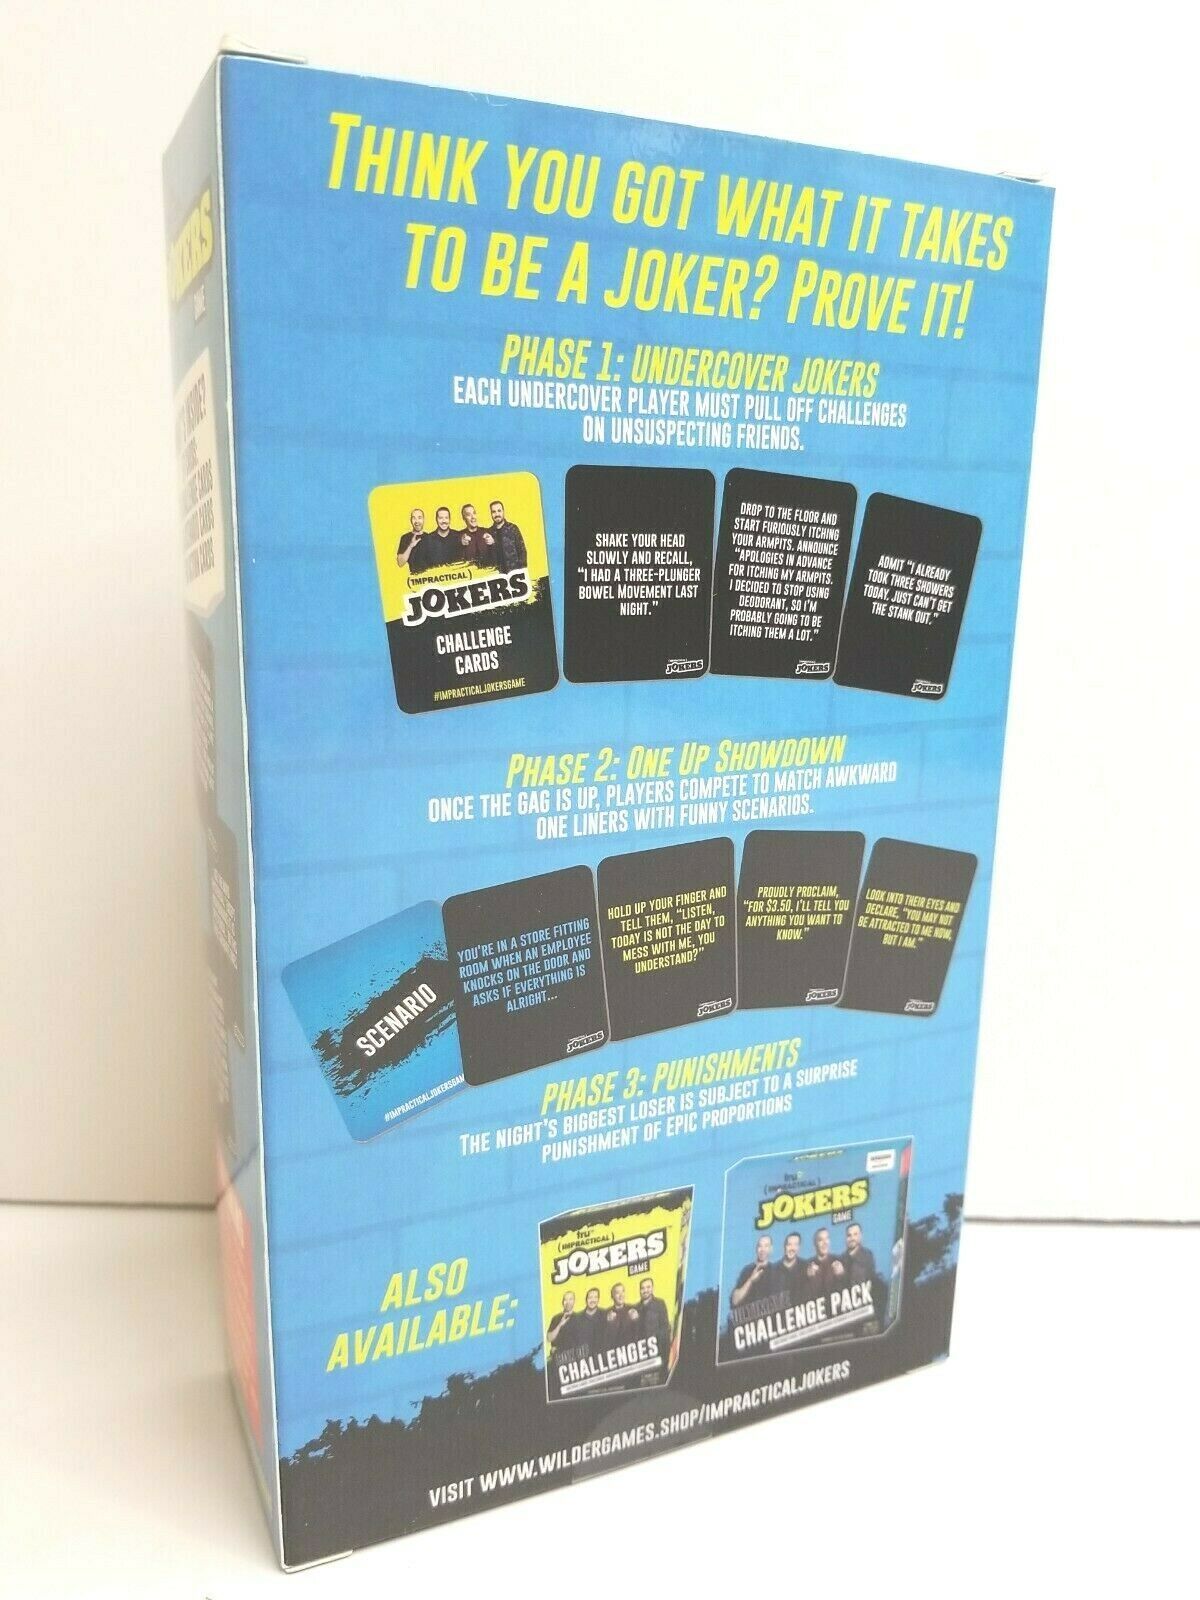 THINK YOU GOT WHAT IT TAKES
TO BE A JOKER? PROVE IT!
PHASE 1: UNDERCOVER JOKERS
EACH UNDERCOVER PLAYER MUST PULL OFF CHALLENGES
ON UNSUSPECTING FRIENDS.
(IMPRACTICAL)
JOKERS
CHALLENGE
CARDS
#IMPRACTICALJOKERSGAME
SHAKE YOUR HEAD
SLOWLY AND RECALL,
"I HAD A THREE-PLUNGER
BOWEL MOVEMENT LAST
NIGHT."
JOKERS
DROP TO THE FLOOR AND
START FURIOUSLY ITCHING
YOUR ARMPITS. ANNOUNCE
"APOLOGIES IN ADVANCE
FOR ITCHING MY ARMPITS.
I DECIDED TO STOP USING
DEODORANT, SO I'M
PROBABLY GOING TO BE
ITCHING THEM A LOT."
JOKERS
ADMIT "I ALREADY
TOOK THREE SHOWERS
TODAY. JUST CAN'T GET
THE STANK OUT."
JOKERS
PHASE 2: ONE UP SHOWDOWN
ONCE THE GAG IS UP, PLAYERS COMPETE TO MATCH AWKWARD
ONE LINERS WITH FUNNY SCENARIOS.
SCENARIO
#IMPRACTICALJOKERSGAM
YOU'RE IN A STORE FITTING
ROOM WHEN AN EMPLOYEE
KNOCKS ON THE DOOR AND
ASKS IF EVERYTHING IS
ALRIGHT...
JOKERS
HOLD UP YOUR FINGER AND
TELL THEM, "LISTEN,
TODAY IS NOT THE DAY TO
MESS WITH ME, YOU
UNDERSTAND?"
JOKERS
PROUDLY PROCLAIM,
"FOR $3.50, I'LL TELL YOU
ANYTHING YOU WANT TO
KNOW."
JOKERS
LOOK INTO THEIR EYES AND
DECLARE, "YOU MAY NOT
BE ATTRACTED TO ME NOW,
BUT I AM."
JOKERS
PHASE 3: PUNISHMENTS
THE NIGHT'S BIGGEST LOSER IS SUBJECT TO A SURPRISE
PUNISHMENT OF EPIC PROPORTIONS
ALSO
AVAILABLE:
tru
(IMPRACTICAL)
JOKERS
GAME
BOX OF
CHALLENGES
tru
(IMPRACTICAL)
JOKERS
GAME
ULTIMATE
CHALLENGE PACK
VISIT WWW.WILDERGAMES.SHOP/IMPRACTICALJOKERS